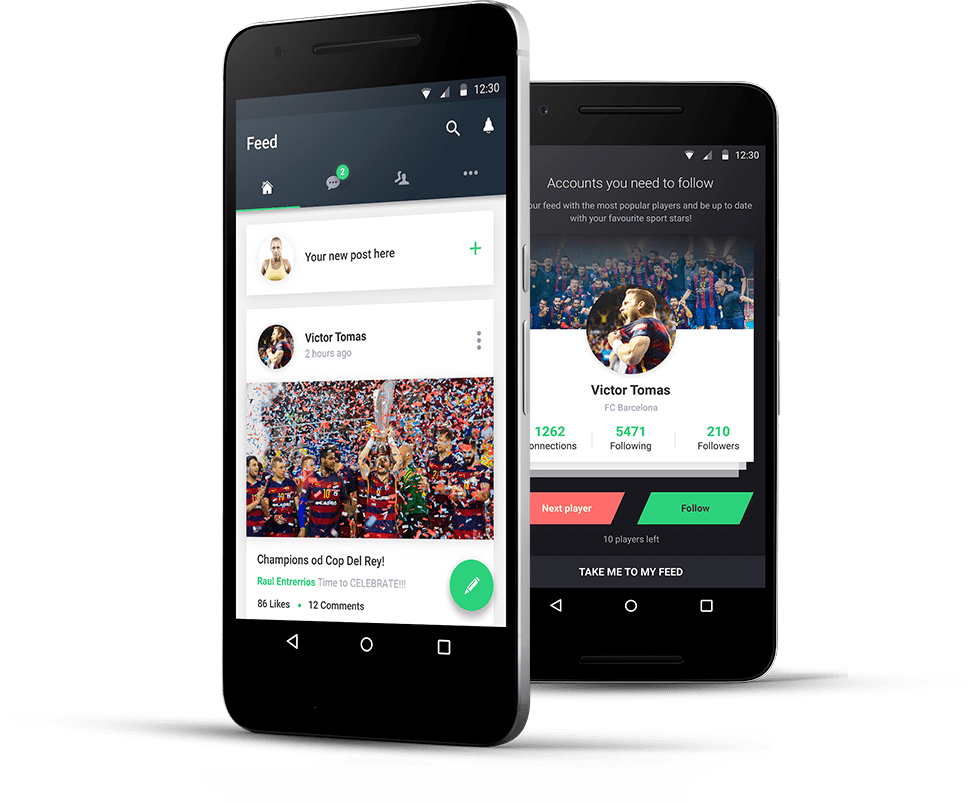 12:30
Feed
2
Your new post here
Victor Tomas
2 hours ago
Champions od Cop Del Rey!
Raul Entrerrios Time to CELEBRATE!!!
86 Likes • 12 Comments
12:30
Accounts you need to follow
feed with the most popular players and be up to date
with your favourite sport stars!
Victor Tomas
FC Barcelona
1262 5471 210
Following Followers
Next player Follow
10 players left
TAKE ME TO MY FEED